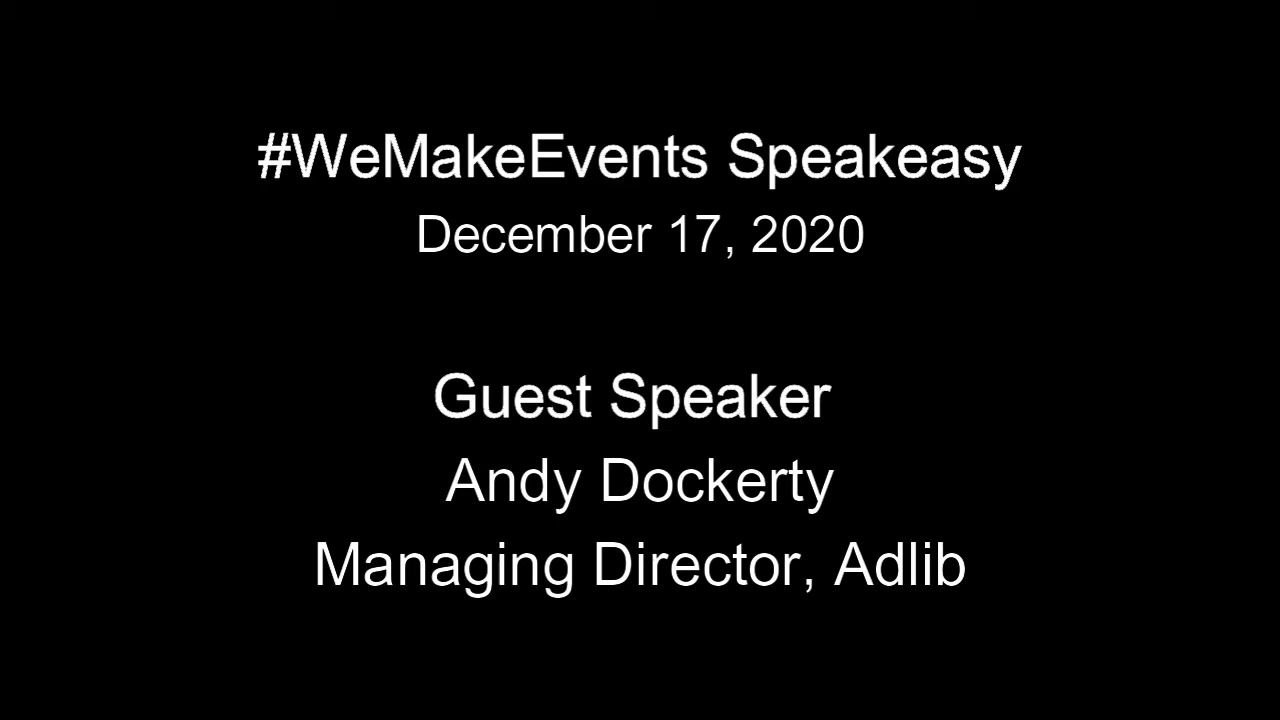 #WeMakeEvents Speakeasy
December 17, 2020
Guest Speaker
Andy Dockerty
Managing Director, Adlib